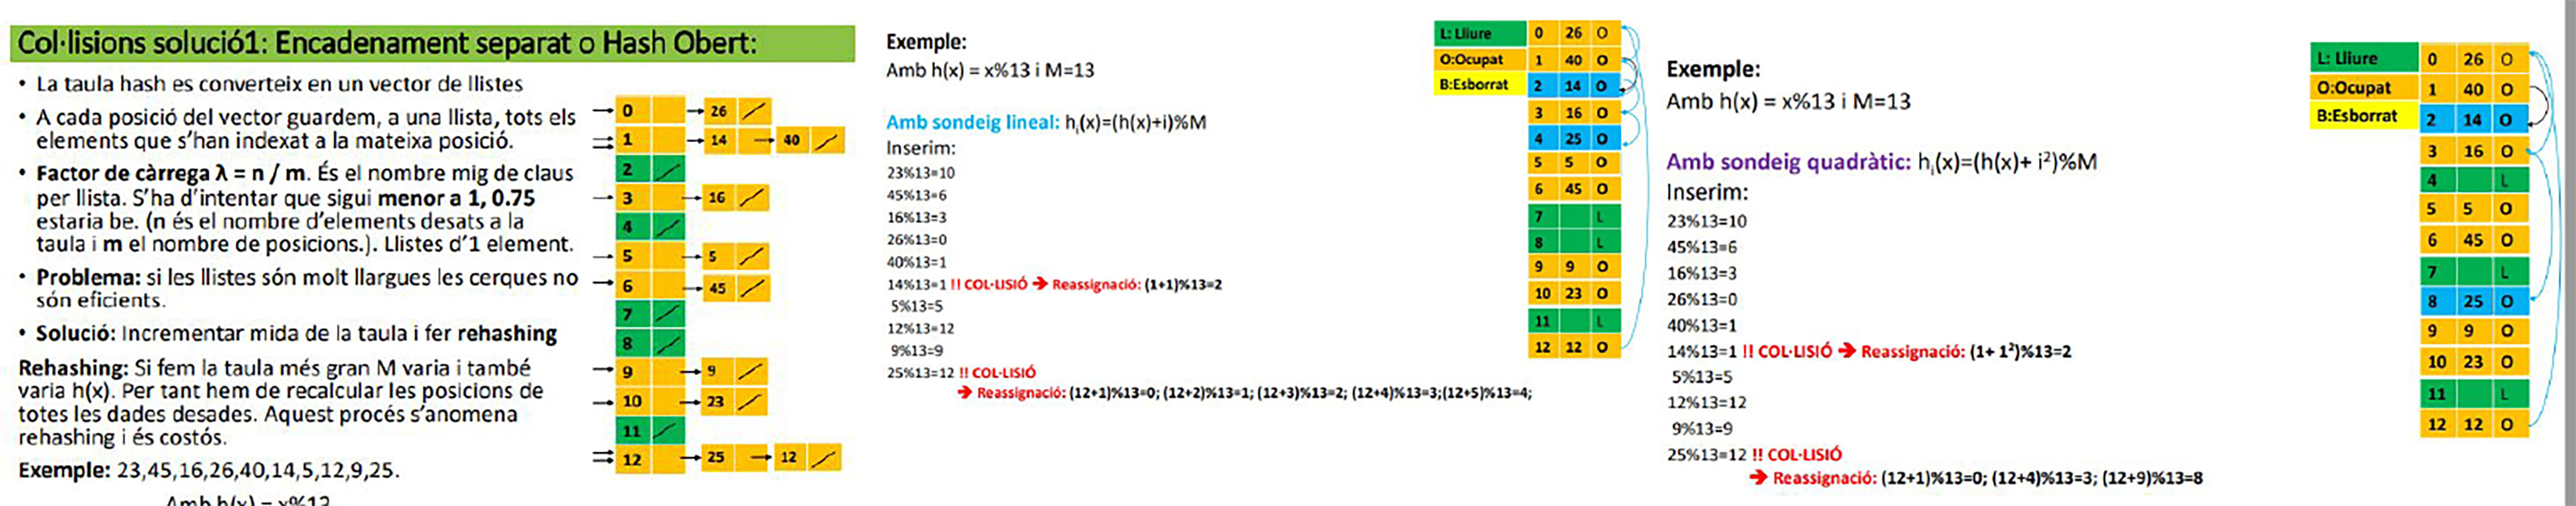 Col·lisions solució1: Encadenament separat o Hash Obert:
• La taula hash es converteix en un vector de llistes
• A cada posició del vector guardem, a una llista, tots els
elements que s'han indexat a la mateixa posició.
• Factor de càrrega λ = n / m. És el nombre mig de claus
per llista. S'ha d'intentar que sigui menor a 1, 0.75
estaria be. (n és el nombre d'elements desats a la
taula i m el nombre de posicions.). Llistes d'1 element.
• Problema: si les llistes són molt llargues les cerques no
són eficients.
• Solució: Incrementar mida de la taula i fer rehashing
Rehashing: Si fem la taula més gran M varia i també
varia h(x). Per tant hem de recalcular les posicions de
totes les dades desades. Aquest procés s'anomena
rehashing i és costós.
Exemple: 23,45,16,26,40,14,5,12,9,25.
Amb h(x) = x%13
0 26
1 14 40
2
3 16
4
5 5
6 45
7
8
9 9
10 23
11
12 25 12
Exemple:
Amb h(x) = x%13 i M=13
Amb sondeig lineal: hᵢ(x)=(h(x)+i)%M
Inserim:
23%13=10
45%13=6
16%13=3
26%13=0
40%13=1
14%13=1 !! COL·LISIÓ ➔ Reassignació: (1+1)%13=2
5%13=5
12%13=12
9%13=9
25%13=12 !! COL·LISIÓ
➔ Reassignació: (12+1)%13=0; (12+2)%13=1; (12+3)%13=2; (12+4)%13=3;(12+5)%13=4;
L: Lliure
O:Ocupat
B:Esborrat
0 26 O
1 40 O
2 14 O
3 16 O
4 25 O
5 5 O
6 45 O
7 L
8 L
9 9 O
10 23 O
11 L
12 12 O
Exemple:
Amb h(x) = x%13 i M=13
Amb sondeig quadràtic: hᵢ(x)=(h(x)+ i²)%M
Inserim:
23%13=10
45%13=6
16%13=3
26%13=0
40%13=1
14%13=1 !! COL·LISIÓ ➔ Reassignació: (1+ 1²)%13=2
5%13=5
12%13=12
9%13=9
25%13=12 !! COL·LISIÓ
➔ Reassignació: (12+1)%13=0; (12+4)%13=3; (12+9)%13=8
L: Lliure
O:Ocupat
B:Esborrat
0 26 O
1 40 O
2 14 O
3 16 O
4 L
5 5 O
6 45 O
7 L
8 25 O
9 9 O
10 23 O
11 L
12 12 O